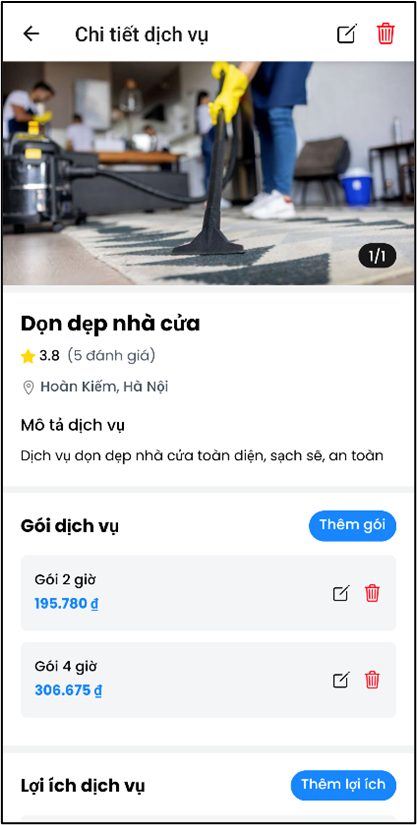 Chi tiết dịch vụ
1/1
Dọn dẹp nhà cửa
3.8 (5 đánh giá)
Hoàn Kiếm, Hà Nội
Mô tả dịch vụ
Dịch vụ dọn dẹp nhà cửa toàn diện, sạch sẽ, an toàn
Gói dịch vụ
Thêm gói
Gói 2 giờ
195.780 ₫
Gói 4 giờ
306.675 ₫
Lợi ích dịch vụ
Thêm lợi ích